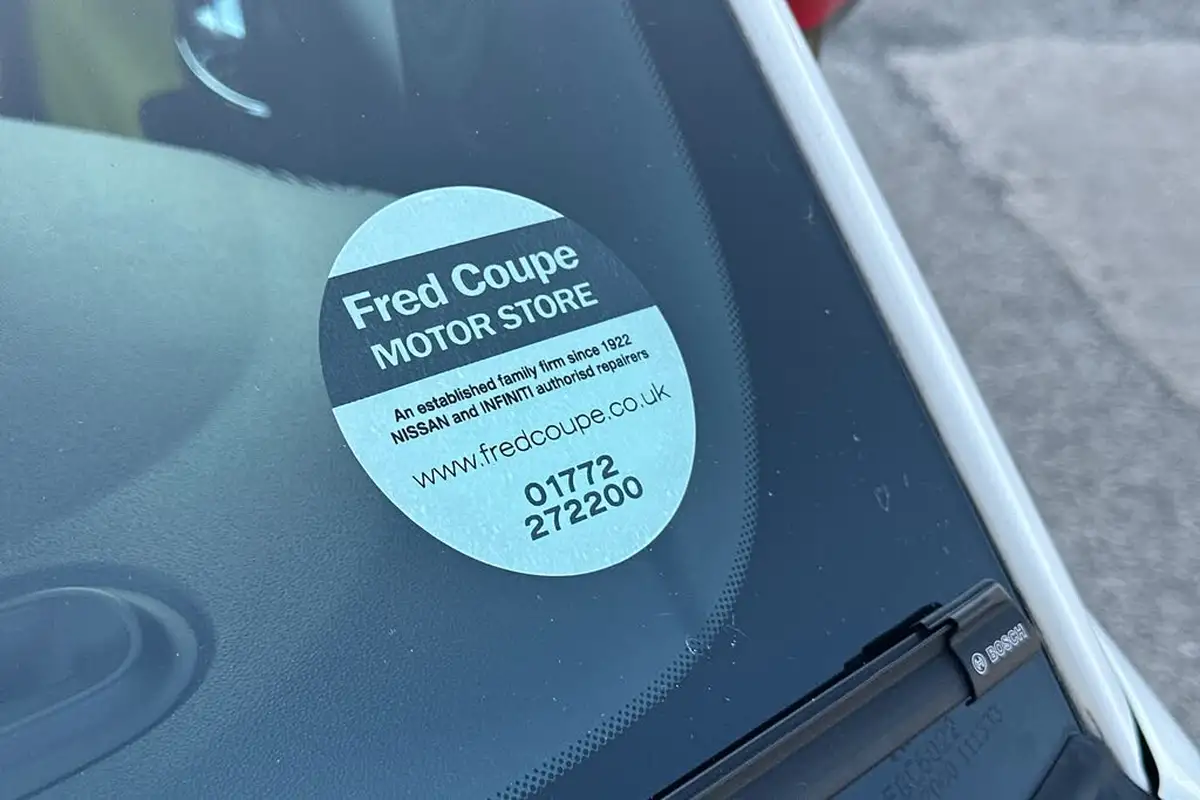 Fred Coupe
MOTOR STORE
An established family firm since 1922
NISSAN and INFINITI authorisd repairers
www.fredcoupe.co.uk
01772
272200
BOSCH